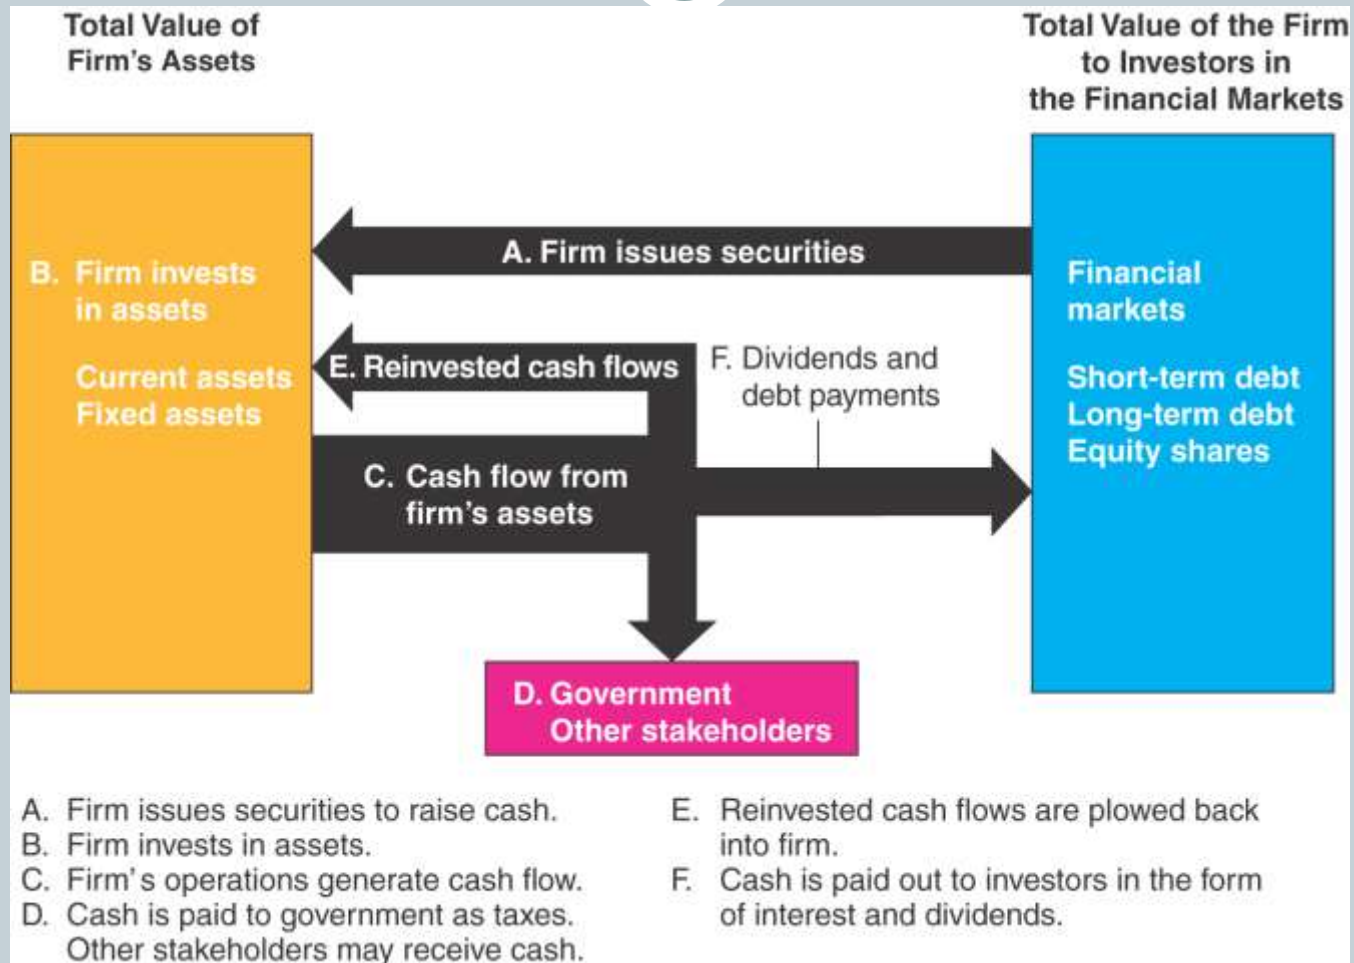 Total Value of
Firm's Assets
Total Value of the Firm
to Investors in
the Financial Markets
A. Firm issues securities
B. Firm invests
in assets
Current assets
Fixed assets
E. Reinvested cash flows
F. Dividends and
debt payments
C. Cash flow from
firm's assets
Financial
markets
Short-term debt
Long-term debt
Equity shares
D. Government
Other stakeholders
A. Firm issues securities to raise cash.
B. Firm invests in assets.
C. Firm's operations generate cash flow.
D. Cash is paid to government as taxes.
Other stakeholders may receive cash.
E. Reinvested cash flows are plowed back
into firm.
F. Cash is paid out to investors in the form
of interest and dividends.